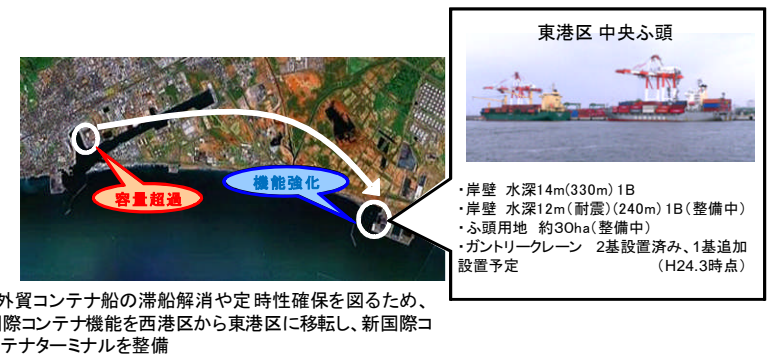 東港区 中央ふ頭
容量超過
機能強化
・岸壁 水深14m(330m) 1B
・岸壁 水深12m(耐震)(240m) 1B(整備中)
・ふ頭用地 約30ha(整備中)
・ガントリークレーン 2基設置済み、1基追加
設置予定 (H24.3時点)
外貿コンテナ船の滞船解消や定時性確保を図るため、
際コンテナ機能を西港区から東港区に移転し、新国際コ
テナターミナルを整備